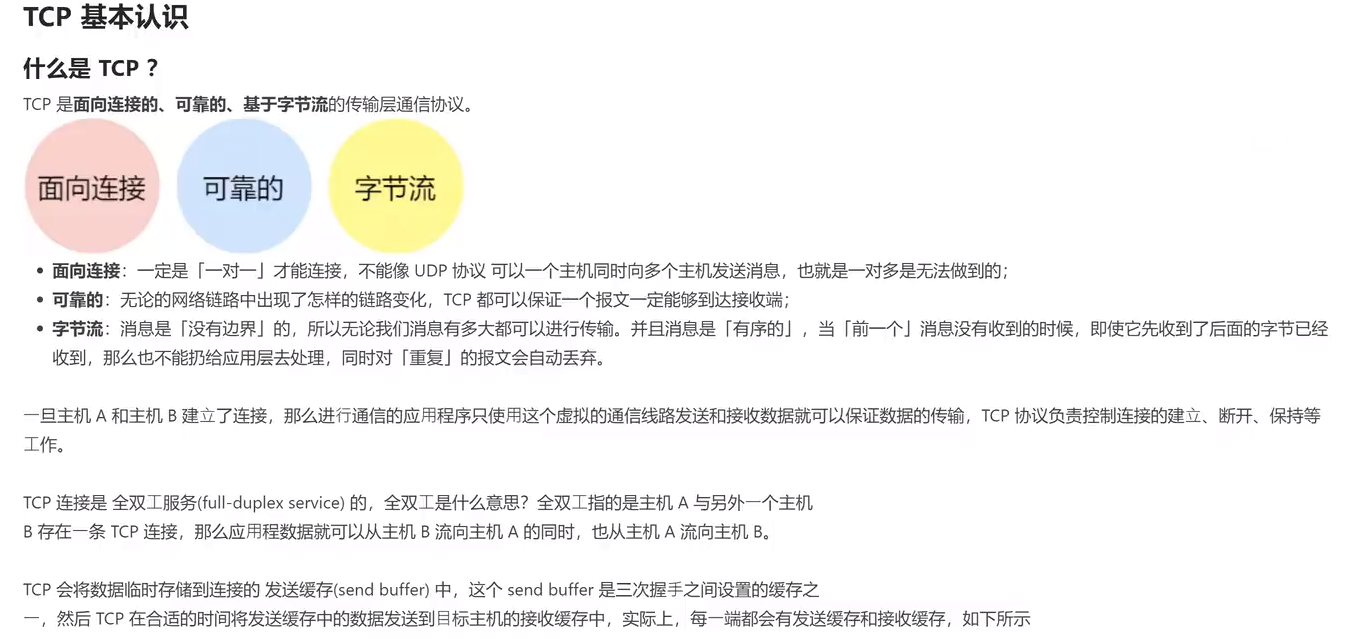 TCP 基本认识
什么是 TCP ？
TCP 是面向连接的、可靠的、基于字节流的传输层通信协议。
面向连接 可靠的 字节流
• 面向连接：一定是「一对一」才能连接，不能像 UDP 协议 可以一个主机同时向多个主机发送消息，也就是一对多是无法做到的；
• 可靠的：无论的网络链路中出现了怎样的链路变化，TCP 都可以保证一个报文一定能够到达接收端；
• 字节流：消息是「没有边界」的，所以无论我们消息有多大都可以进行传输。并且消息是「有序的」，当「前一个」消息没有收到的时候，即使它先收到了后面的字节已经
收到，那么也不能扔给应用层去处理，同时对「重复」的报文会自动丢弃。
一旦主机 A 和主机 B 建立了连接，那么进行通信的应用程序只使用这个虚拟的通信线路发送和接收数据就可以保证数据的传输，TCP 协议负责控制连接的建立、断开、保持等
工作。
TCP 连接是 全双工服务(full-duplex service) 的，全双工是什么意思？全双工指的是主机 A 与另外一个主机
B 存在一条 TCP 连接，那么应用程数据就可以从主机 B 流向主机 A 的同时，也从主机 A 流向主机 B。
TCP 会将数据临时存储到连接的 发送缓存(send buffer) 中，这个 send buffer 是三次握手之间设置的缓存之
一，然后 TCP 在合适的时间将发送缓存中的数据发送到目标主机的接收缓存中，实际上，每一端都会有发送缓存和接收缓存，如下所示